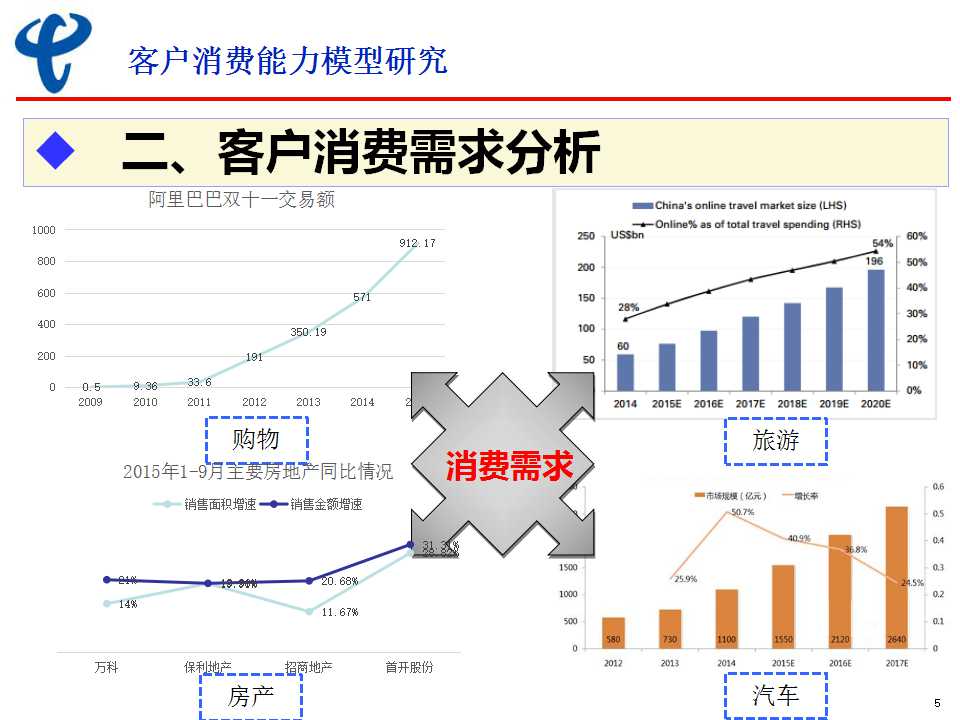 客户消费能力模型研究
二、客户消费需求分析
阿里巴巴双十一交易额
1000
800
600
400
200
0
912.17
571
350.19
191
33.6
9.36
0.5
2009 2010 2011 2012 2013 2014
购物
China's online travel market size (LHS)
Online% as of total travel spending (RHS)
US$bn
250
200
150
100
50
60%
50%
40%
30%
20%
10%
0%
28%
54%
60
196
2014 2015E 2016E 2017E 2018E 2019E 2020E
旅游
消费需求
2015年1-9月主要房地产同比情况
销售面积增速 销售金额增速
31.31%
21%
20.68%
14%
11.67%
万科 保利地产 招商地产 首开股份
房产
市场规模（亿元） 增长率
1500
1000
500
0
0.6
0.5
0.4
0.3
0.2
0.1
0
25.9%
50.7%
40.9%
36.8%
24.5%
580 730 1100 1550 2120 2640
2012 2013 2014 2015E 2016E 2017E
汽车
5